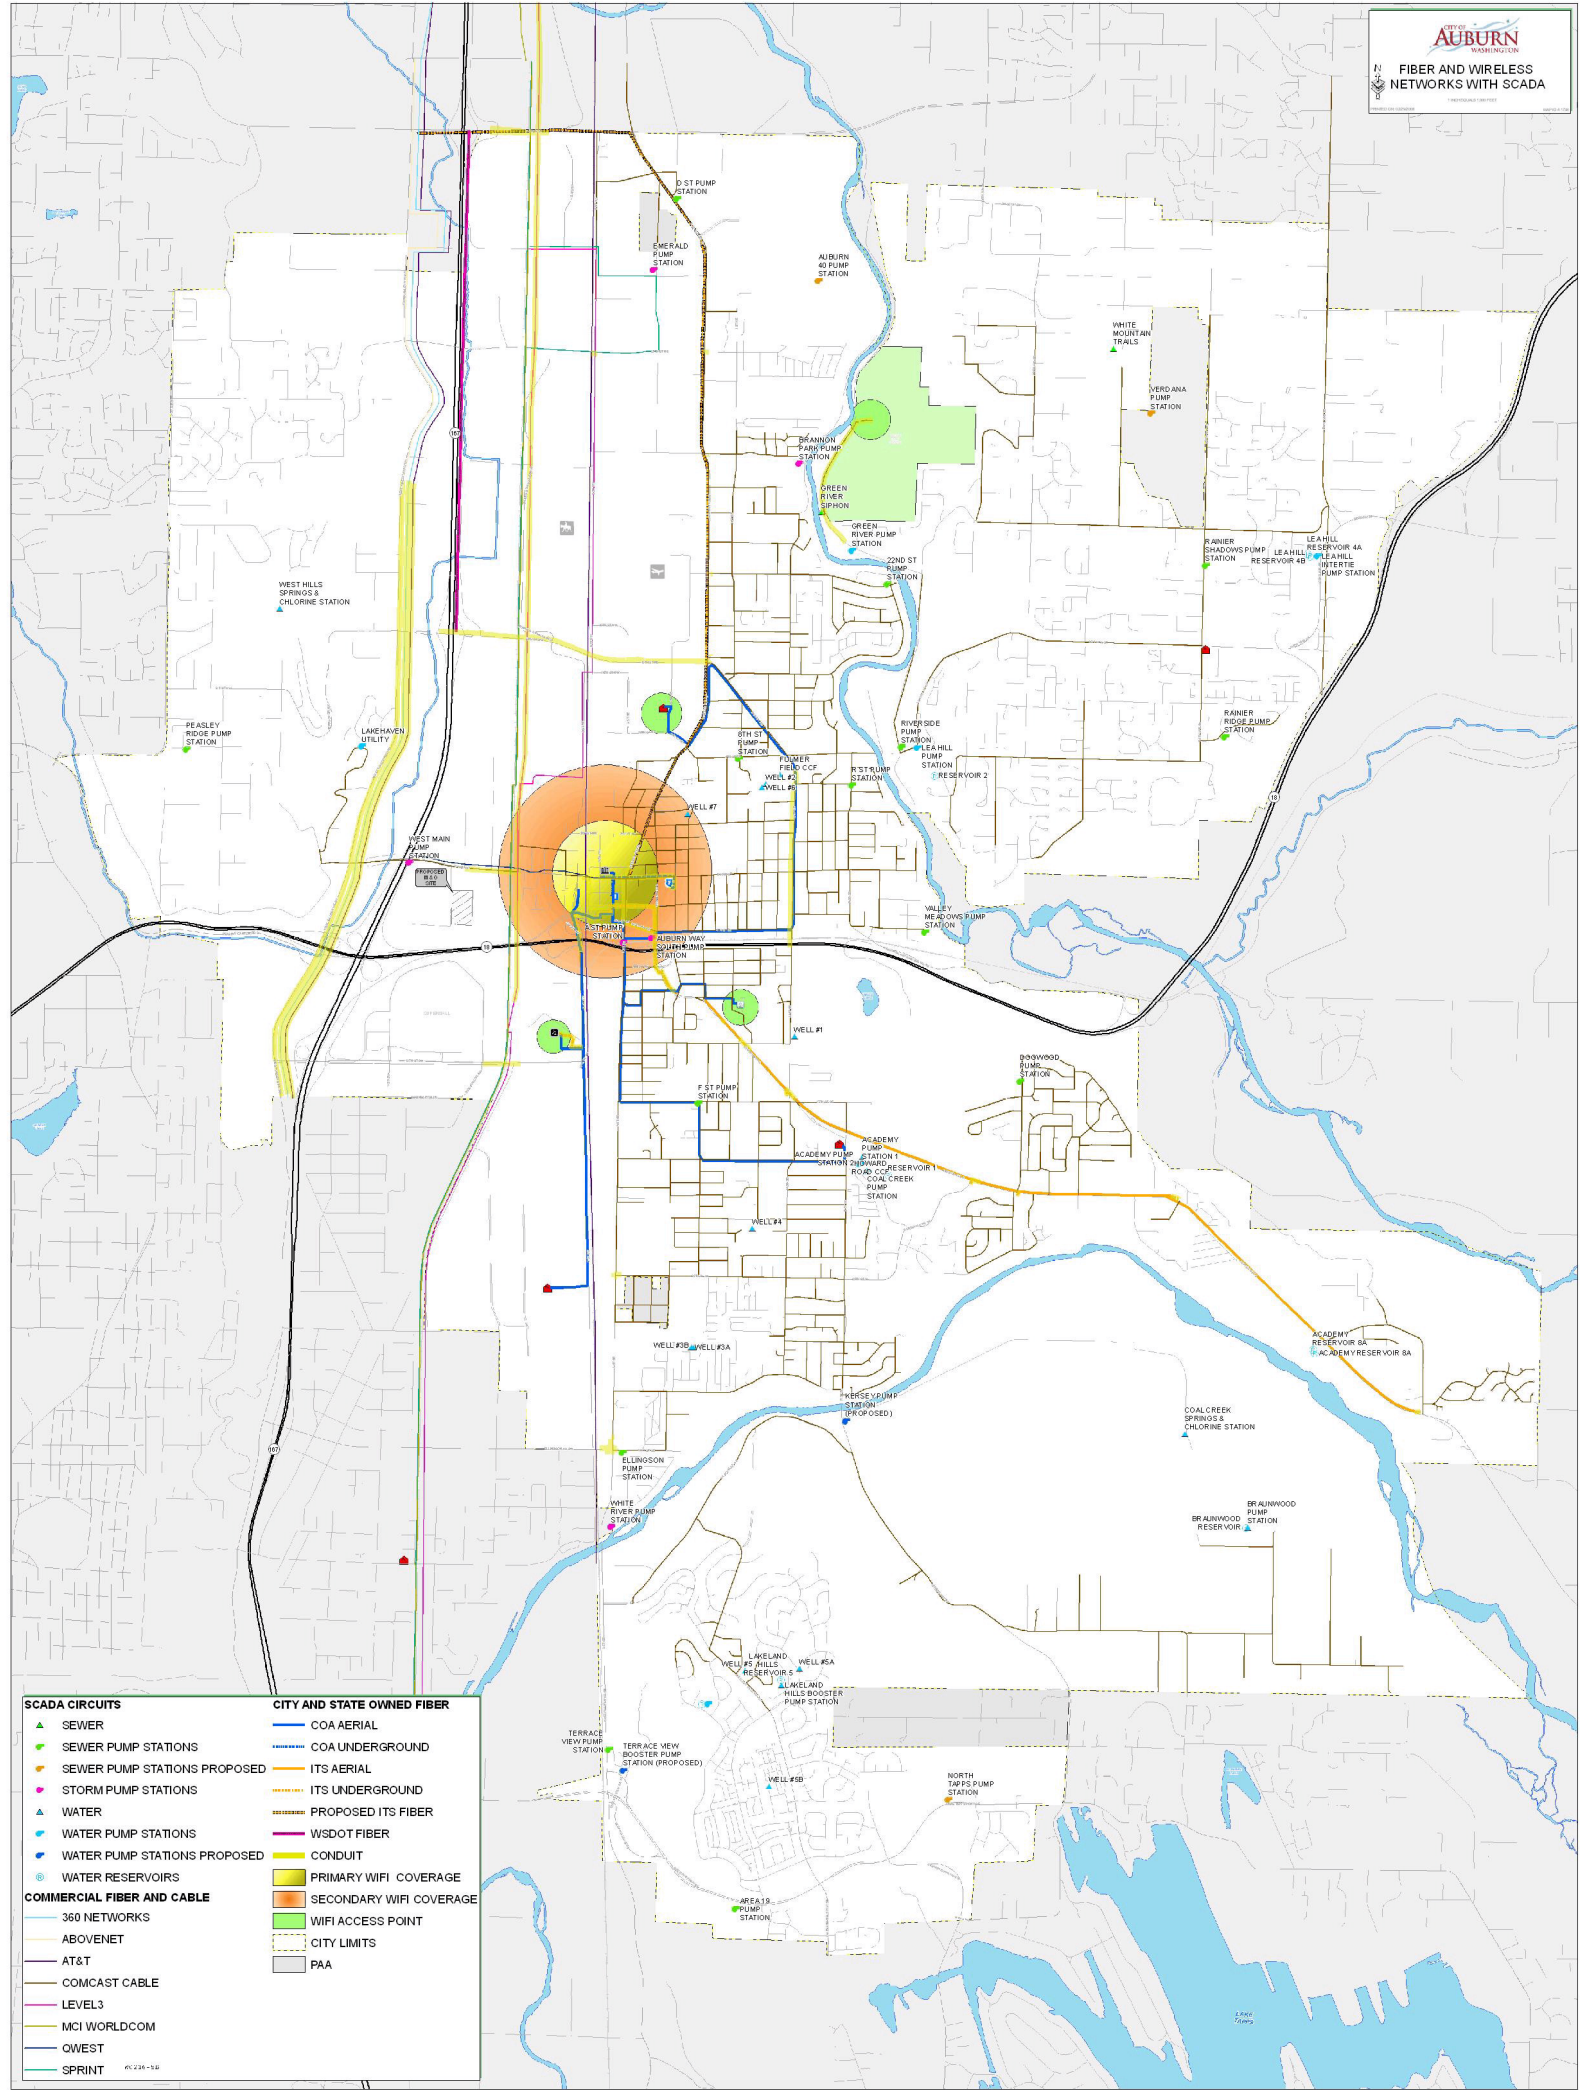 CITY OF
AUBURN
WASHINGTON
FIBER AND WIRELESS
NETWORKS WITH SCADA
N
D ST PUMP
STATION
EMERALD
PUMP
STATION
AUBURN
40 PUMP
STATION
WHITE
MOUNTAIN
TRAILS
VERDANA
PUMP
STATION
167
BRANNON
PARK PUMP
STATION
GREEN
RIVER
SIPHON
GREEN
RIVER PUMP
STATION
22ND ST
PUMP
STATION
RAINIER
SHADOWS PUMP
STATION
LEA HILL
RESERVOIR 4B
LEA HILL
RESERVOIR 4A
LEA HILL
INTERTIE
PUMP STATION
WEST HILLS
SPRINGS &
CHLORINE STATION
PEASLEY
RIDGE PUMP
STATION
LAKEHAVEN
UTILITY
8TH ST
PUMP
STATION
FULMER
FIELD CCF
WELL #2
WELL #6
WELL #7
R ST PUMP
STATION
RIVERSIDE
PUMP
STATION
LEA HILL
PUMP
STATION
RESERVOIR 2
RAINIER
RIDGE PUMP
STATION
18
WEST MAIN
PUMP
STATION
PROPOSED
SITE
VALLEY
MEADOWS PUMP
STATION
A ST PUMP
STATION
AUBURN WAY
SOUTH PUMP
STATION
18
WELL #1
DOGWOOD
PUMP
STATION
F ST PUMP
STATION
ACADEMY
PUMP
STATION 1
ACADEMY PUMP
STATION 2
HOWARD
ROAD CCF
RESERVOIR 1
COAL CREEK
PUMP
STATION
WELL #4
WELL #3B
WELL #3A
ACADEMY
RESERVOIR 8A
ACADEMY RESERVOIR 8A
KERSEY PUMP
STATION
(PROPOSED)
COAL CREEK
SPRINGS &
CHLORINE STATION
167
ELLINGSON
PUMP
STATION
WHITE
RIVER PUMP
STATION
BRAUNWOOD
PUMP
STATION
BRAUNWOOD
RESERVOIR
WELL #5
LAKELAND
HILLS
RESERVOIR 5
WELL #5A
LAKELAND
HILLS BOOSTER
PUMP STATION
TERRACE
VIEW PUMP
STATION
TERRACE VIEW
BOOSTER PUMP
STATION (PROPOSED)
WELL #5B
NORTH
TAPPS PUMP
STATION
AREA 19
PUMP
STATION
LAKE
TAPPS
SCADA CIRCUITS
SEWER
SEWER PUMP STATIONS
SEWER PUMP STATIONS PROPOSED
STORM PUMP STATIONS
WATER
WATER PUMP STATIONS
WATER PUMP STATIONS PROPOSED
WATER RESERVOIRS
COMMERCIAL FIBER AND CABLE
360 NETWORKS
ABOVENET
AT&T
COMCAST CABLE
LEVEL3
MCI WORLDCOM
QWEST
SPRINT
CITY AND STATE OWNED FIBER
COA AERIAL
COA UNDERGROUND
ITS AERIAL
ITS UNDERGROUND
PROPOSED ITS FIBER
WSDOT FIBER
CONDUIT
PRIMARY WIFI COVERAGE
SECONDARY WIFI COVERAGE
WIFI ACCESS POINT
CITY LIMITS
PAA